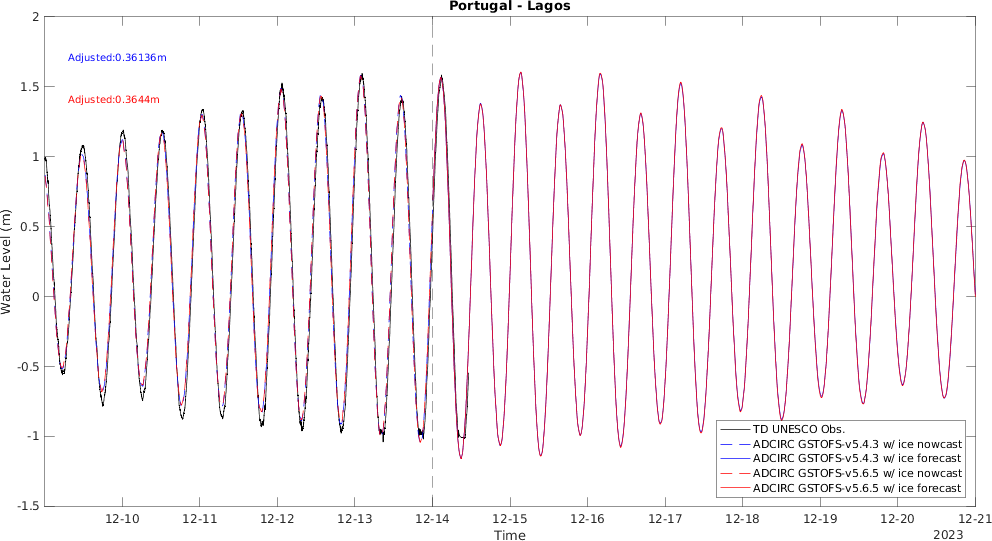 Portugal - Lagos
2
1.5
1
0.5
0
-0.5
-1
-1.5
Water Level (m)
Adjusted:0.36136m
Adjusted:0.3644m
TD UNESCO Obs.
ADCIRC GSTOFS-v5.4.3 w/ ice nowcast
ADCIRC GSTOFS-v5.4.3 w/ ice forecast
ADCIRC GSTOFS-v5.6.5 w/ ice nowcast
ADCIRC GSTOFS-v5.6.5 w/ ice forecast
12-10 12-11 12-12 12-13 12-14 12-15 12-16 12-17 12-18 12-19 12-20 12-21
Time
2023